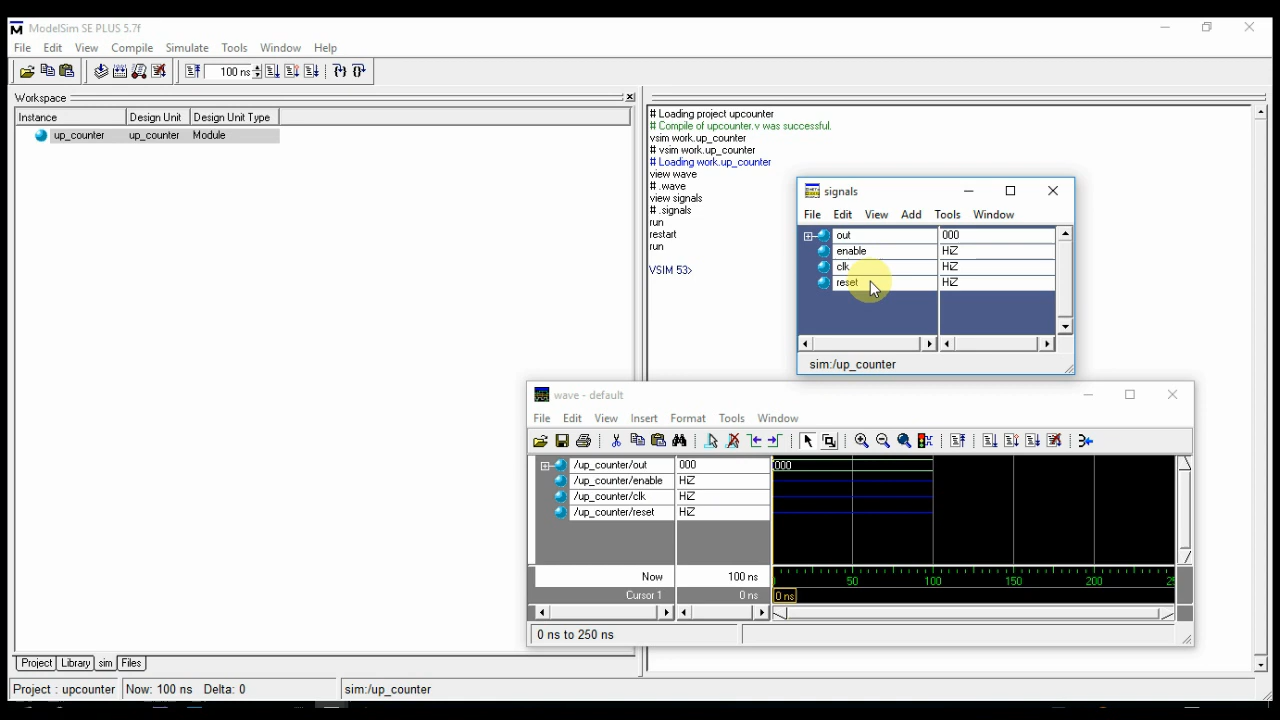 ModelSim SE PLUS 5.7f
File Edit View Compile Simulate Tools Window Help
100 ns
Workspace
Instance Design Unit Design Unit Type
up_counter up_counter Module
# Loading project upcounter
# Compile of upcounter.v was successful.
vsim work.up_counter
# vsim work.up_counter
# Loading work.up_counter
view wave
# .wave
view signals
# .signals
run
restart
run
VSIM 53>
signals
File Edit View Add Tools Window
out 000
enable HiZ
clk HiZ
reset HiZ
sim:/up_counter
wave - default
File Edit View Insert Format Tools Window
/up_counter/out 000 000
/up_counter/enable HiZ
/up_counter/clk HiZ
/up_counter/reset HiZ
Now 100 ns 50 100 150 200
Cursor 1 0 ns 0 ns
0 ns to 250 ns
Project Library sim Files
Project : upcounter Now: 100 ns Delta: 0 sim:/up_counter